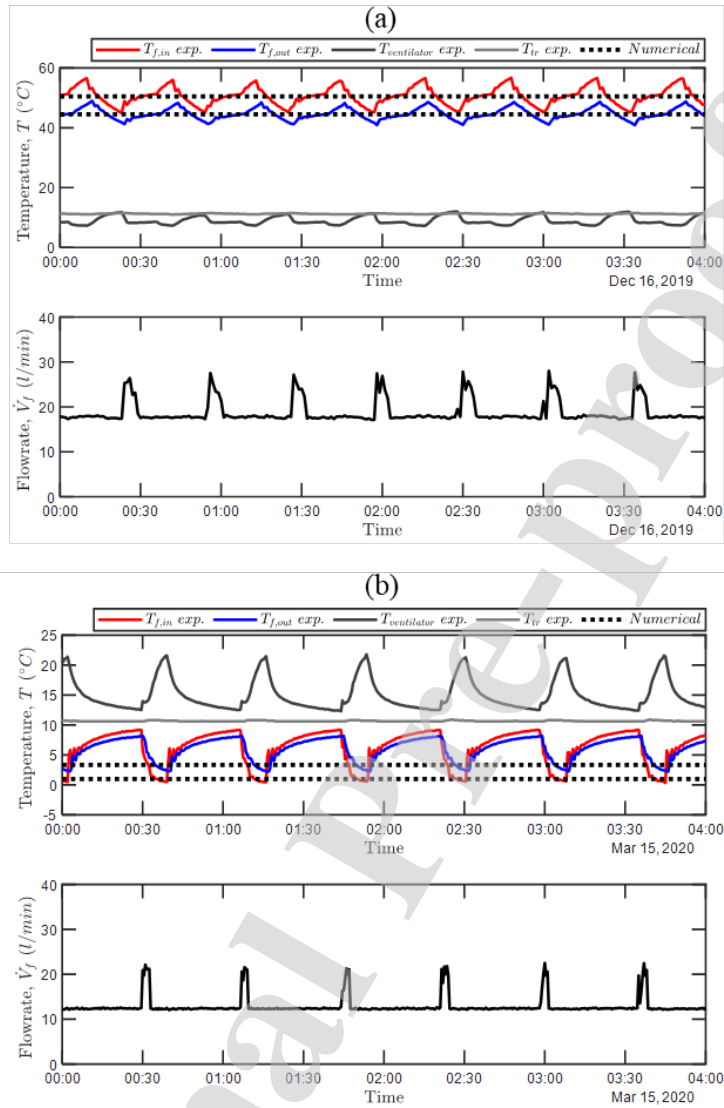 (a)
T_f,in exp. T_f,out exp. T_ventilator exp. T_tr exp. Numerical
Temperature, T (°C)
60
40
20
0
00:00 00:30 01:00 01:30 02:00 02:30 03:00 03:30 04:00
Time
Dec 16, 2019
Flowrate, V̇_f (l/min)
40
30
20
10
0
00:00 00:30 01:00 01:30 02:00 02:30 03:00 03:30 04:00
Time
Dec 16, 2019
(b)
T_f,in exp. T_f,out exp. T_ventilator exp. T_tr exp. Numerical
Temperature, T (°C)
25
20
15
10
5
0
-5
00:00 00:30 01:00 01:30 02:00 02:30 03:00 03:30 04:00
Time
Mar 15, 2020
Flowrate, V̇_f (l/min)
40
30
20
10
0
00:00 00:30 01:00 01:30 02:00 02:30 03:00 03:30 04:00
Time
Mar 15, 2020
nal Pre-proo